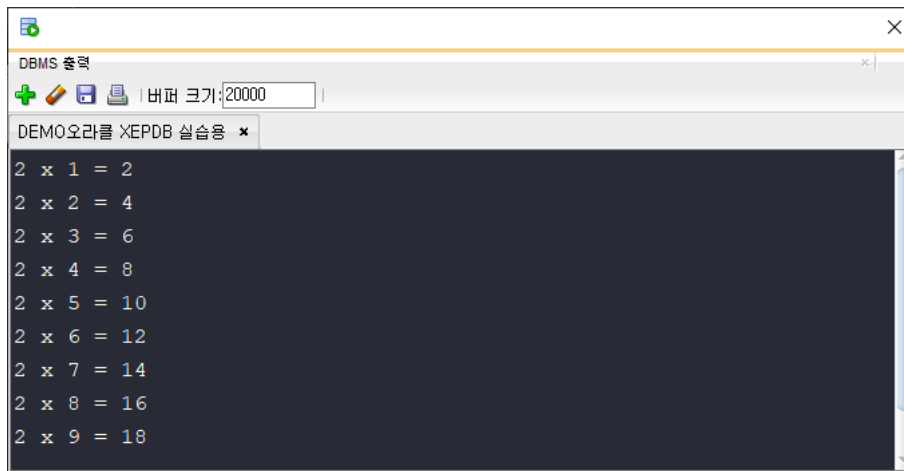 DBMS 출력
버퍼 크기:20000
DEMO오라클 XEPDB 실습용
2 x 1 = 2
2 x 2 = 4
2 x 3 = 6
2 x 4 = 8
2 x 5 = 10
2 x 6 = 12
2 x 7 = 14
2 x 8 = 16
2 x 9 = 18